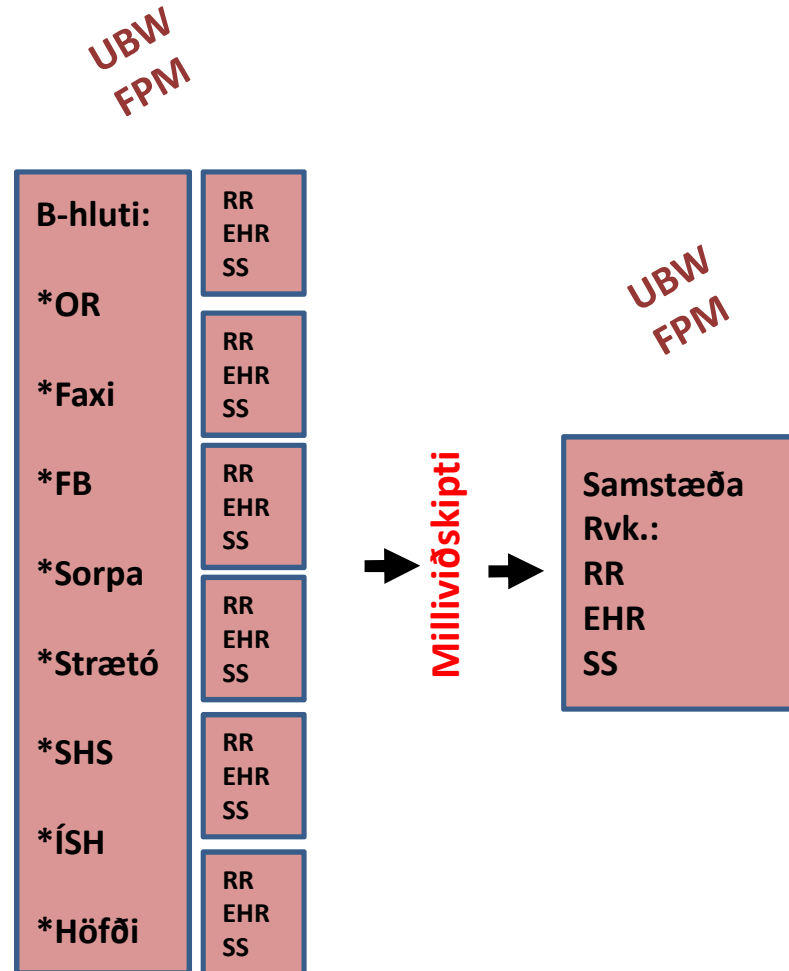 UBW
FPM
B-hluti:
*OR
*Faxi
*FB
*Sorpa
*Strætó
*SHS
*ÍSH
*Höfði
RR
EHR
SS
RR
EHR
SS
RR
EHR
SS
RR
EHR
SS
RR
EHR
SS
RR
EHR
SS
Milliviðskipti
UBW
FPM
Samstæða
Rvk.:
RR
EHR
SS